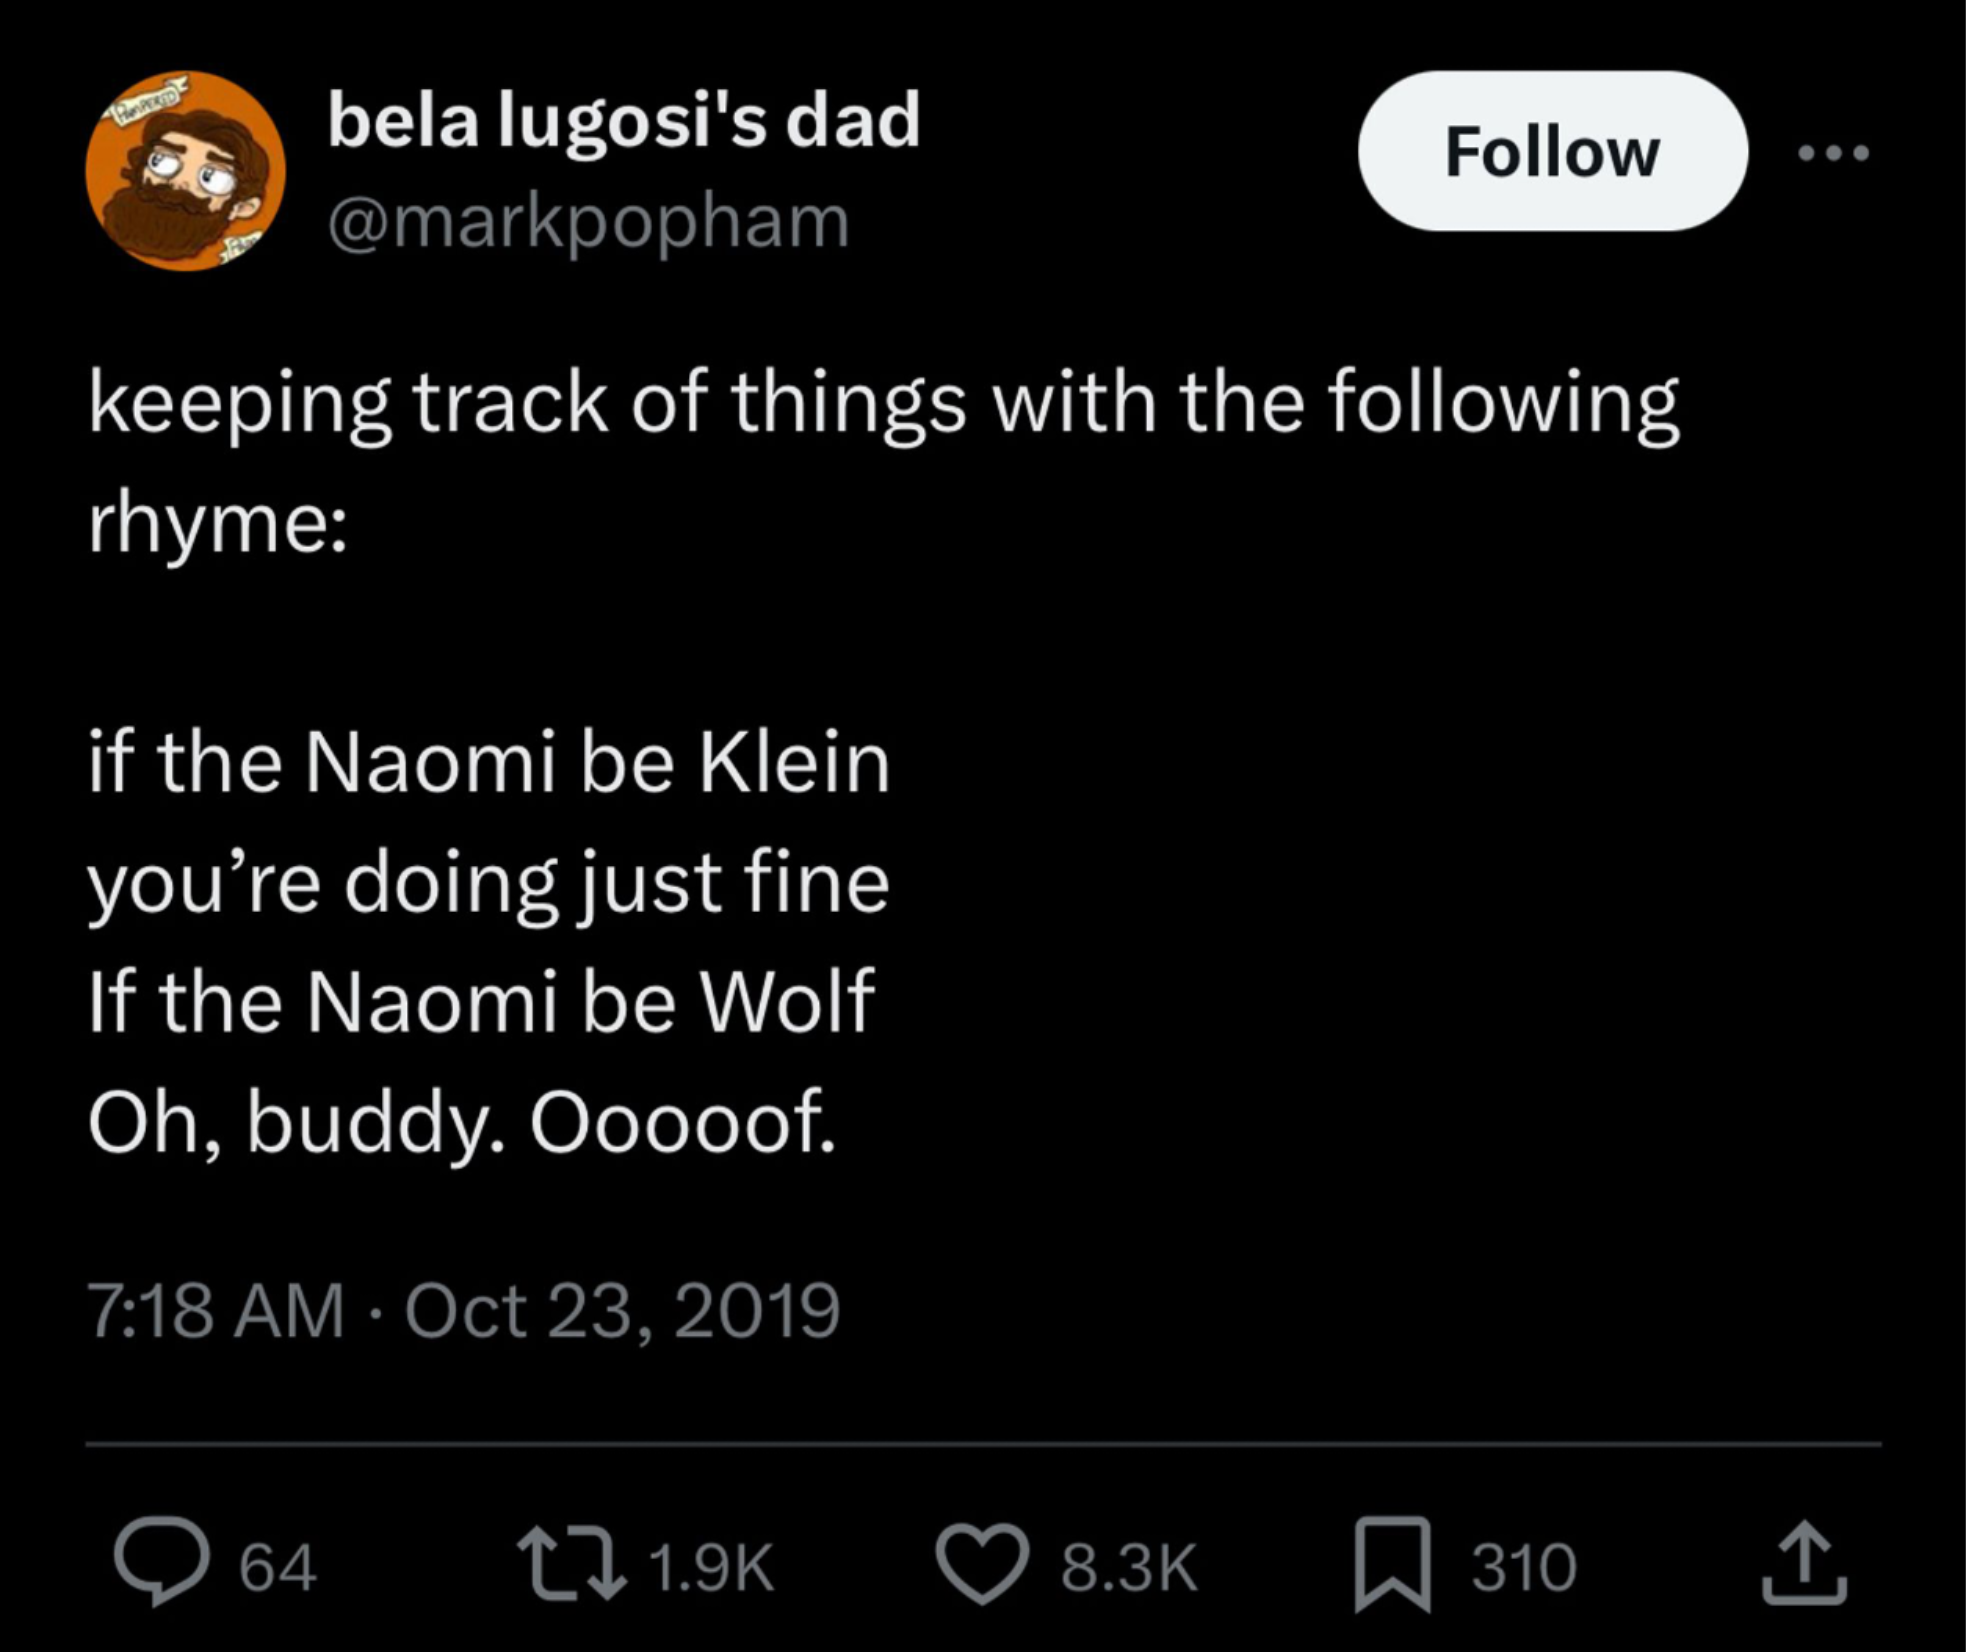 PAMPERED
bela lugosi's dad
@markpopham
Follow
keeping track of things with the following
rhyme:
if the Naomi be Klein
you’re doing just fine
If the Naomi be Wolf
Oh, buddy. Ooooof.
7:18 AM · Oct 23, 2019
64
1.9K
8.3K
310